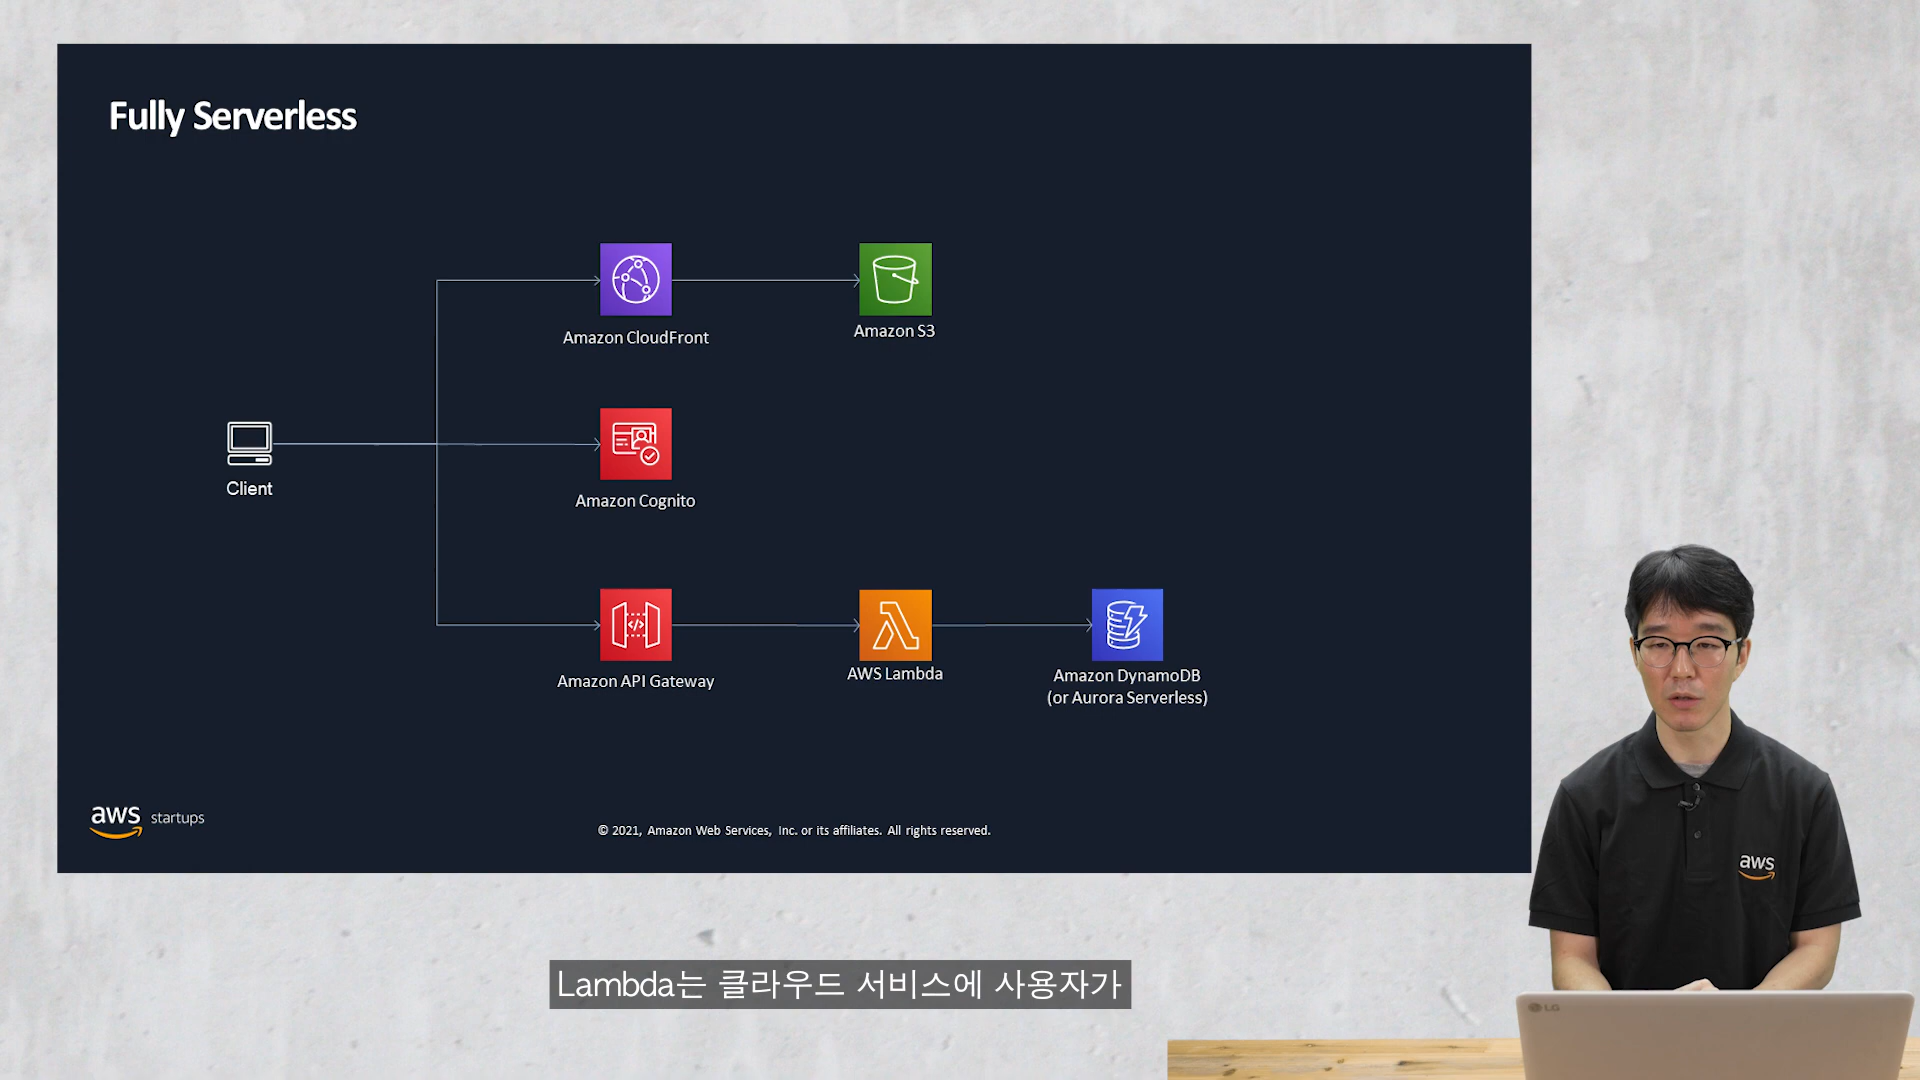 Fully Serverless
Amazon CloudFront
Amazon S3
Client
Amazon Cognito
Amazon API Gateway
AWS Lambda
Amazon DynamoDB
(or Aurora Serverless)
aws startups
© 2021, Amazon Web Services, Inc. or its affiliates. All rights reserved.
aws
LG
Lambda는 클라우드 서비스에 사용자가